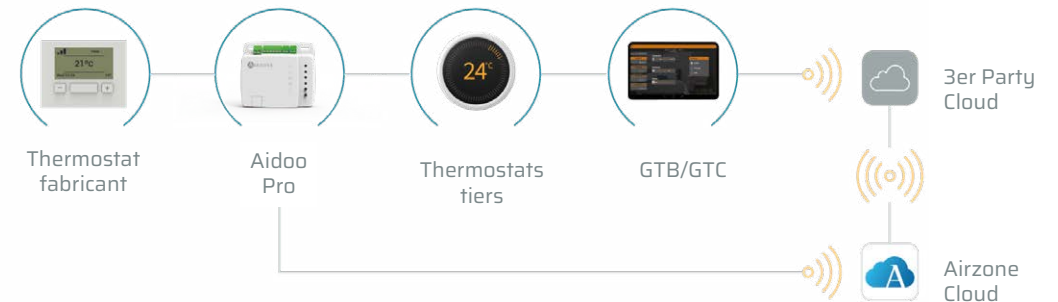 21°C
24°C
3er Party
Cloud
Thermostat
fabricant
Aidoo
Pro
Thermostats
tiers
GTB/GTC
Airzone
Cloud